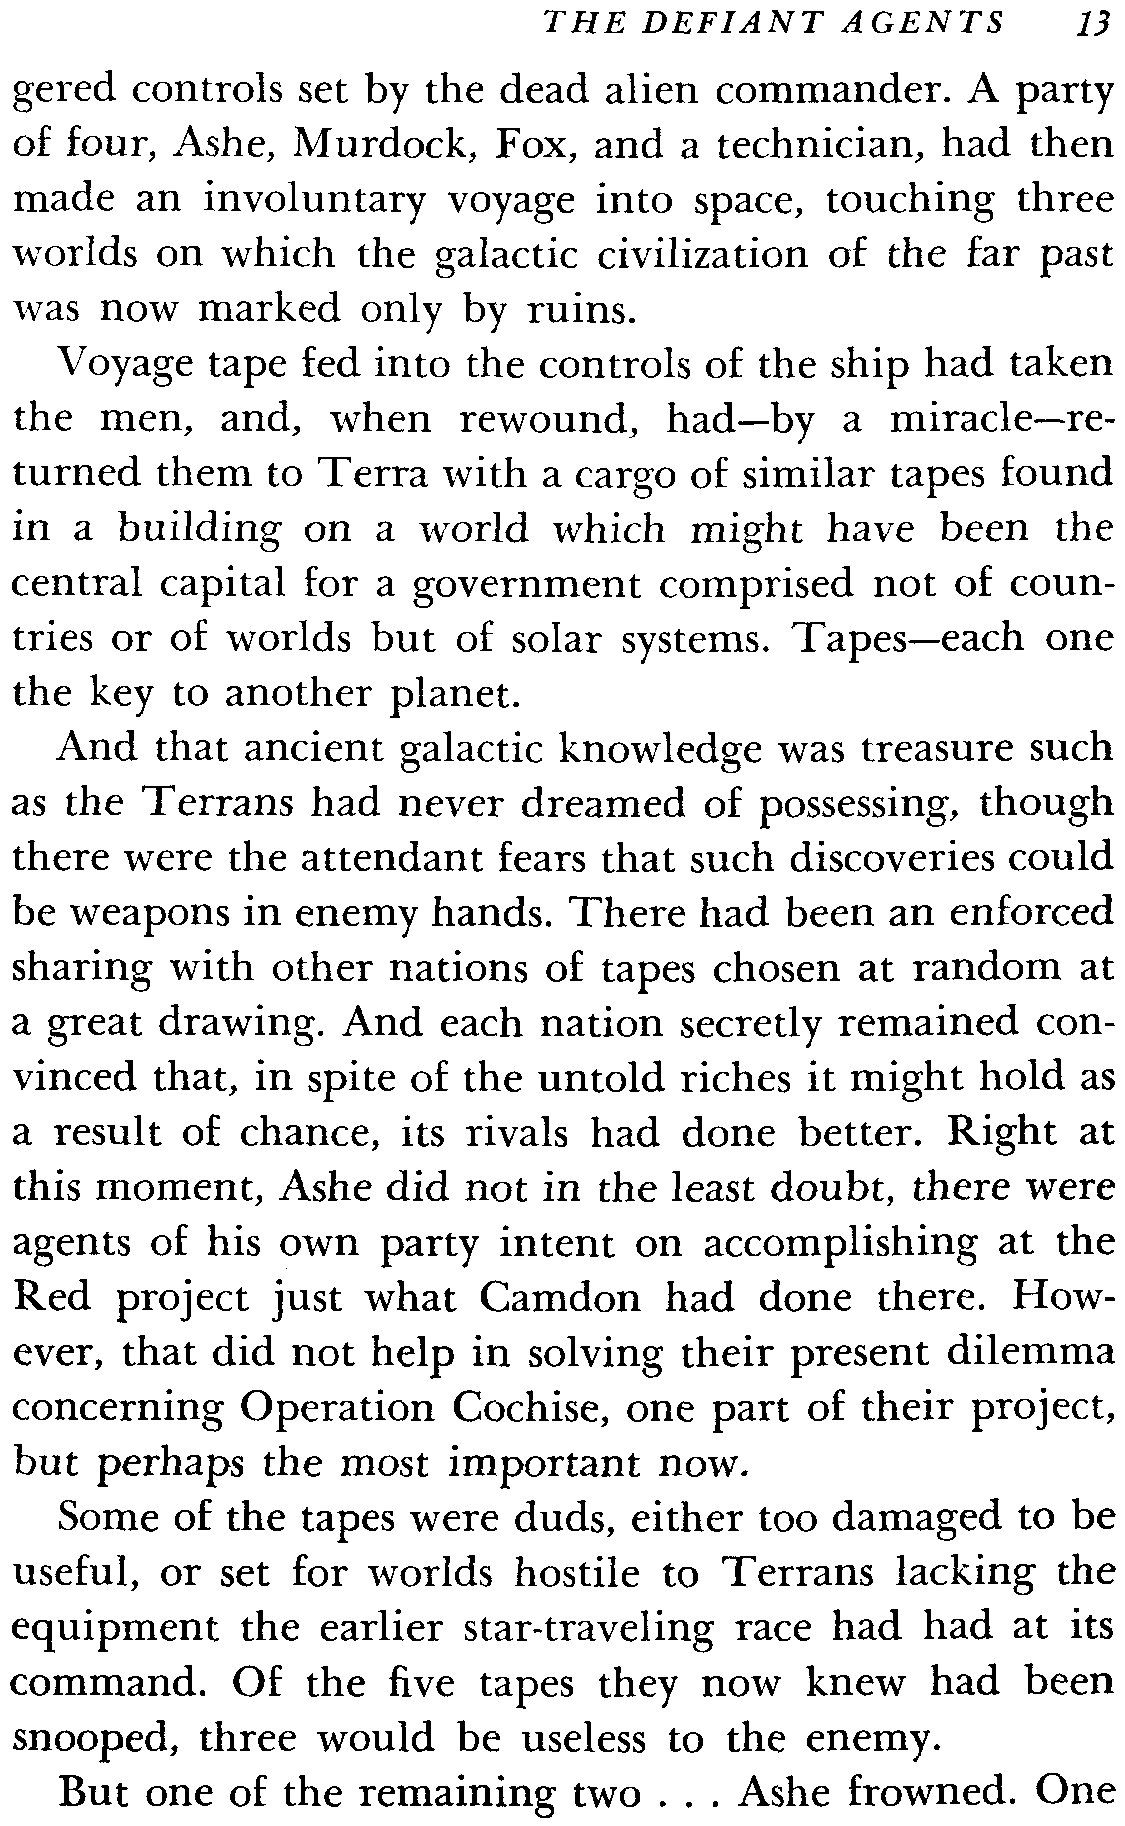 THE DEFIANT AGENTS 13
gered controls set by the dead alien commander. A party
of four, Ashe, Murdock, Fox, and a technician, had then
made an involuntary voyage into space, touching three
worlds on which the galactic civilization of the far past
was now marked only by ruins.
Voyage tape fed into the controls of the ship had taken
the men, and, when rewound, had—by a miracle—re-
turned them to Terra with a cargo of similar tapes found
in a building on a world which might have been the
central capital for a government comprised not of coun-
tries or of worlds but of solar systems. Tapes—each one
the key to another planet.
And that ancient galactic knowledge was treasure such
as the Terrans had never dreamed of possessing, though
there were the attendant fears that such discoveries could
be weapons in enemy hands. There had been an enforced
sharing with other nations of tapes chosen at random at
a great drawing. And each nation secretly remained con-
vinced that, in spite of the untold riches it might hold as
a result of chance, its rivals had done better. Right at
this moment, Ashe did not in the least doubt, there were
agents of his own party intent on accomplishing at the
Red project just what Camdon had done there. How-
ever, that did not help in solving their present dilemma
concerning Operation Cochise, one part of their project,
but perhaps the most important now.
Some of the tapes were duds, either too damaged to be
useful, or set for worlds hostile to Terrans lacking the
equipment the earlier star-traveling race had had at its
command. Of the five tapes they now knew had been
snooped, three would be useless to the enemy.
But one of the remaining two . . . Ashe frowned. One